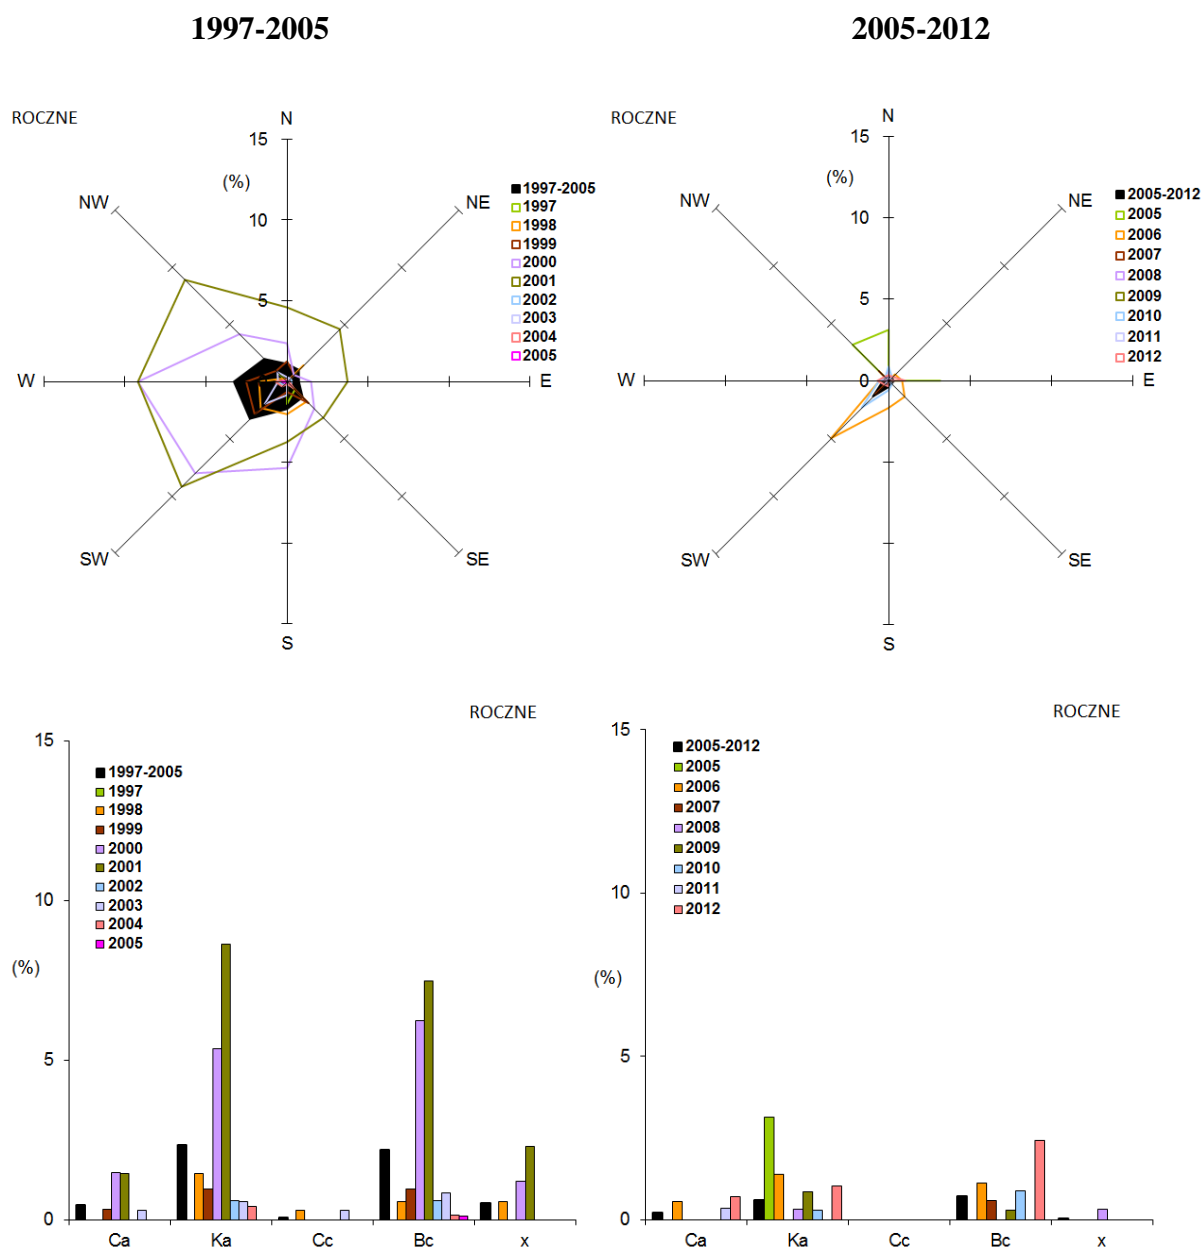 1997-2005
2005-2012
ROCZNE
N
15
(%)
NW
NE
10
5
W
E
SW
SE
S
1997-2005
1997
1998
1999
2000
2001
2002
2003
2004
2005
ROCZNE
N
15
(%)
NW
NE
10
5
W
0
E
SW
SE
S
2005-2012
2005
2006
2007
2008
2009
2010
2011
2012
ROCZNE
15
10
(%)
5
0
1997-2005
1997
1998
1999
2000
2001
2002
2003
2004
2005
Ca
Ka
Cc
Bc
x
ROCZNE
15
10
(%)
5
0
2005-2012
2005
2006
2007
2008
2009
2010
2011
2012
Ca
Ka
Cc
Bc
x